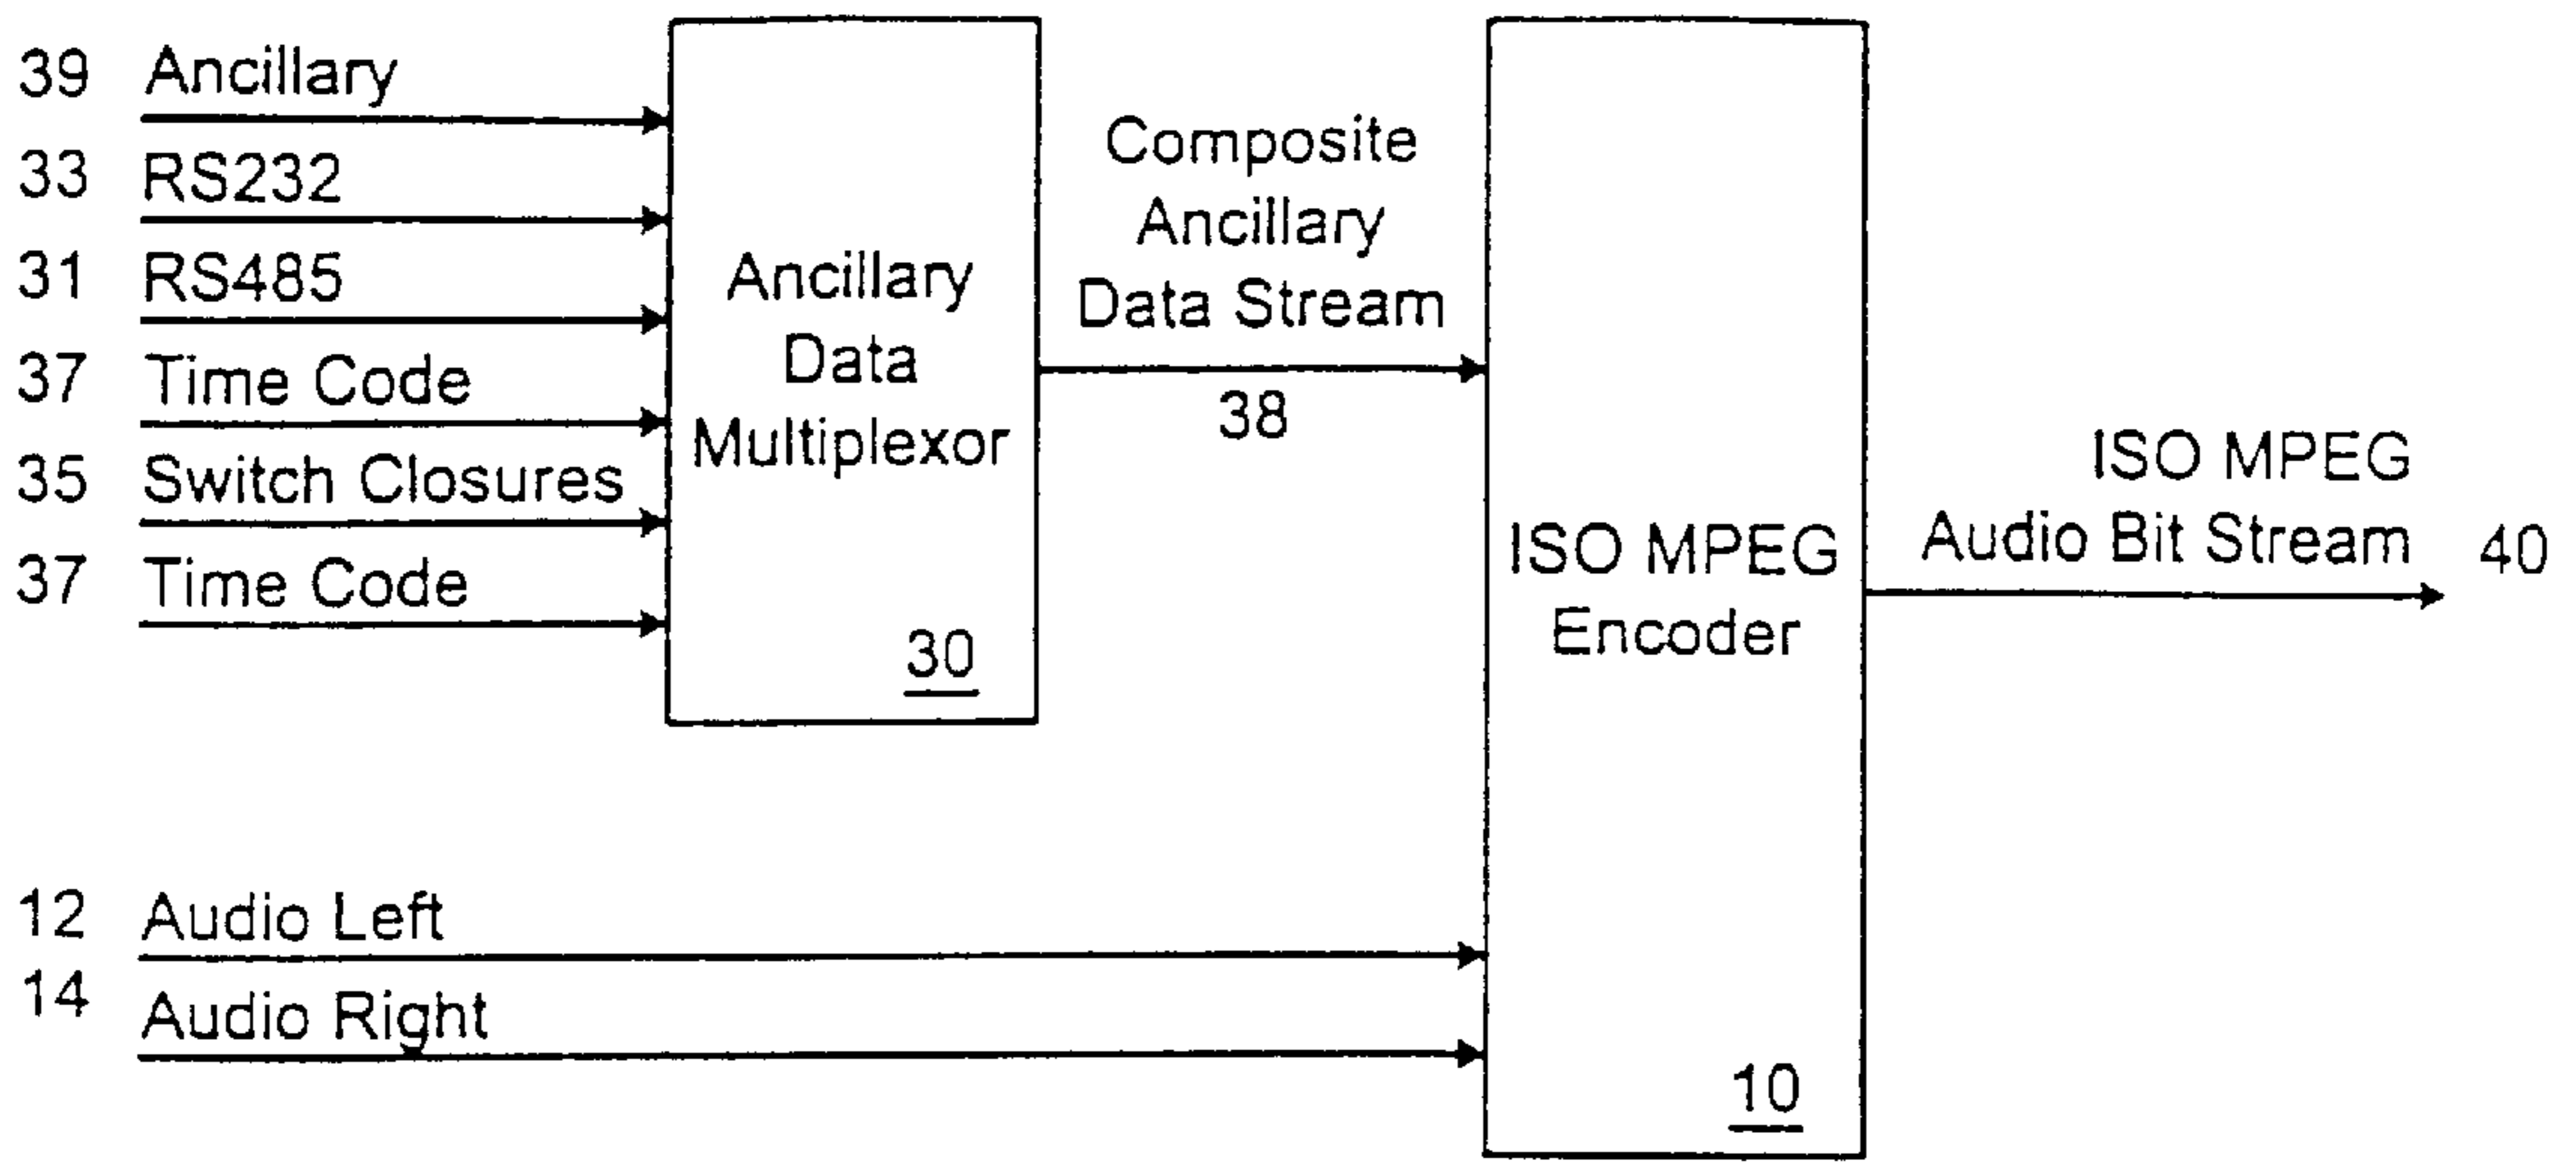 39 Ancillary
33 RS232
31 RS485
37 Time Code
35 Switch Closures
37 Time Code
Ancillary
Data
Multiplexor
30
Composite
Ancillary
Data Stream
38
12 Audio Left
14 Audio Right
ISO MPEG
Encoder
10
ISO MPEG
Audio Bit Stream 40